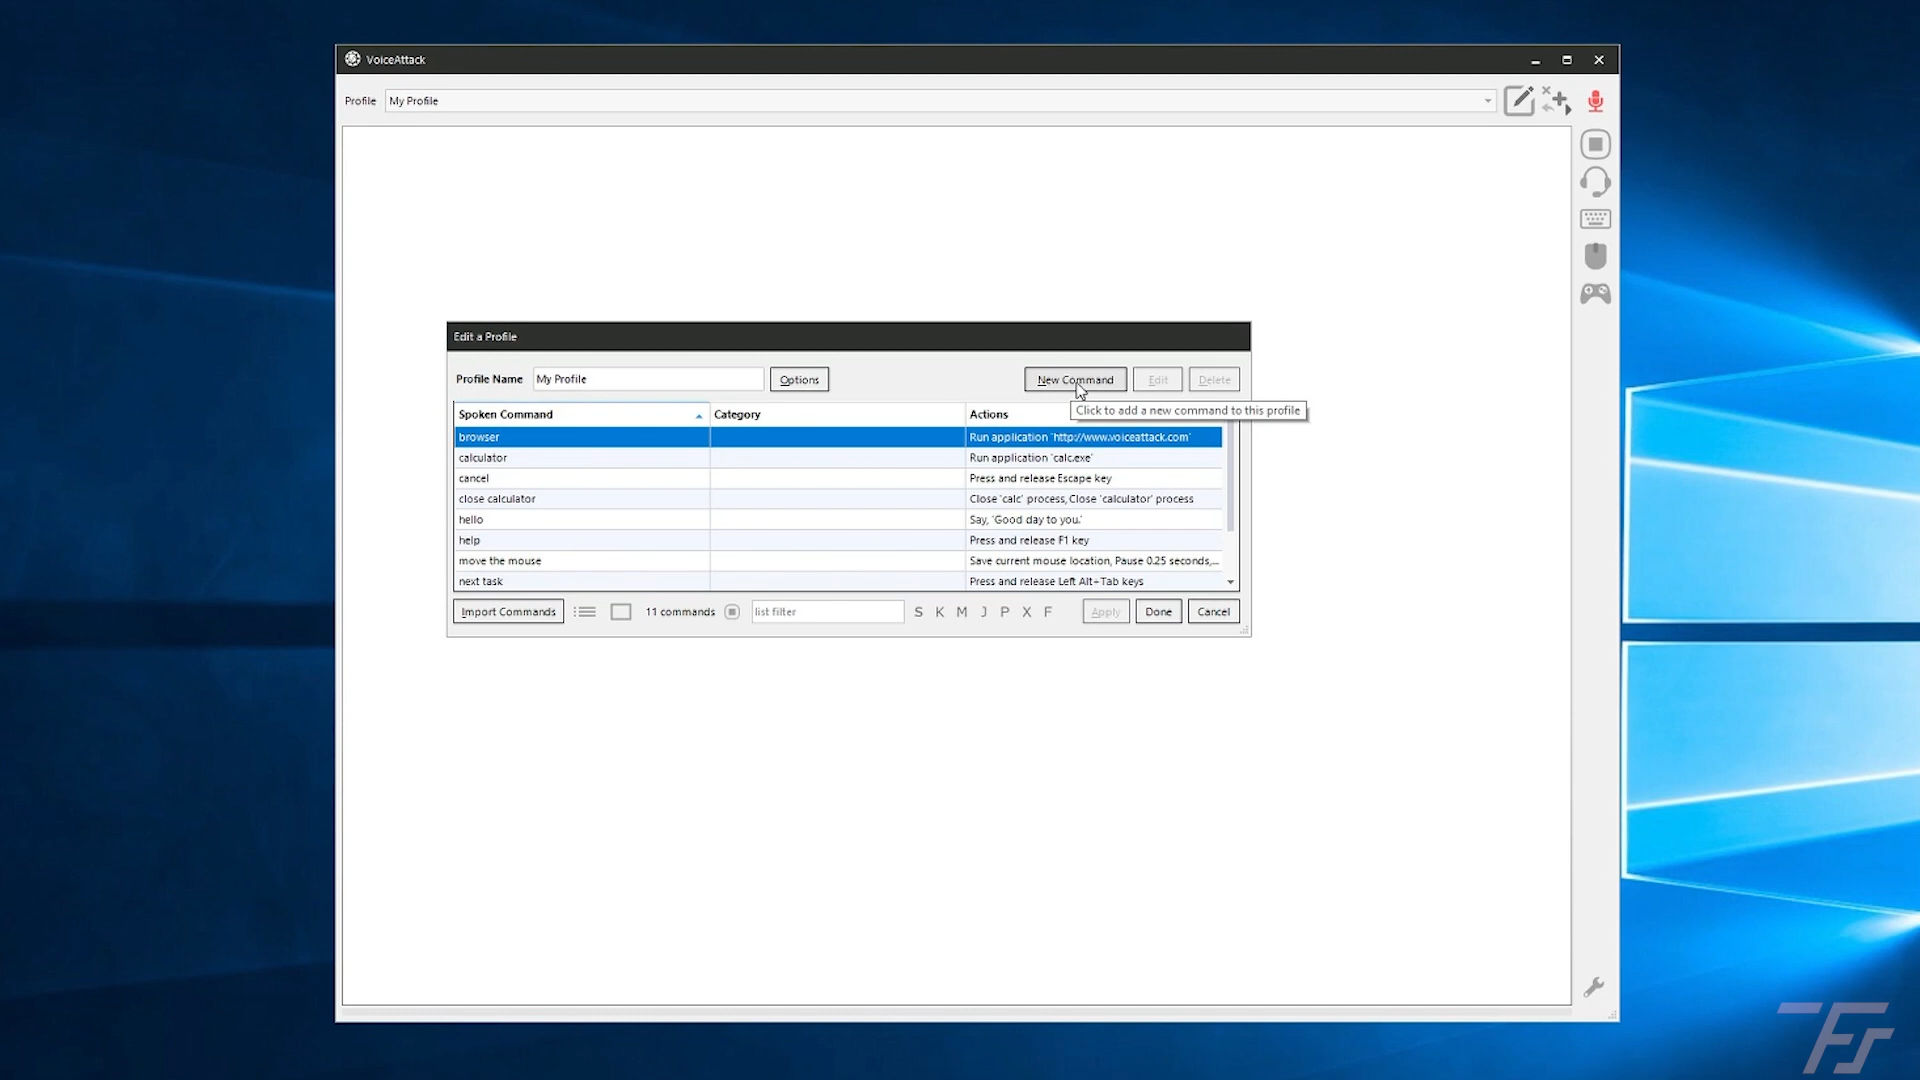 VoiceAttack
Profile My Profile
Edit a Profile
Profile Name My Profile Options New Command Edit Delete
Click to add a new command to this profile
Spoken Command Category Actions
browser Run application 'http://www.voiceattack.com'
calculator Run application 'calc.exe'
cancel Press and release Escape key
close calculator Close 'calc' process, Close 'calculator' process
hello Say, 'Good day to you.'
help Press and release F1 key
move the mouse Save current mouse location, Pause 0.25 seconds,...
next task Press and release Left Alt+Tab keys
Import Commands 11 commands list filter S K M J P X F Apply Done Cancel